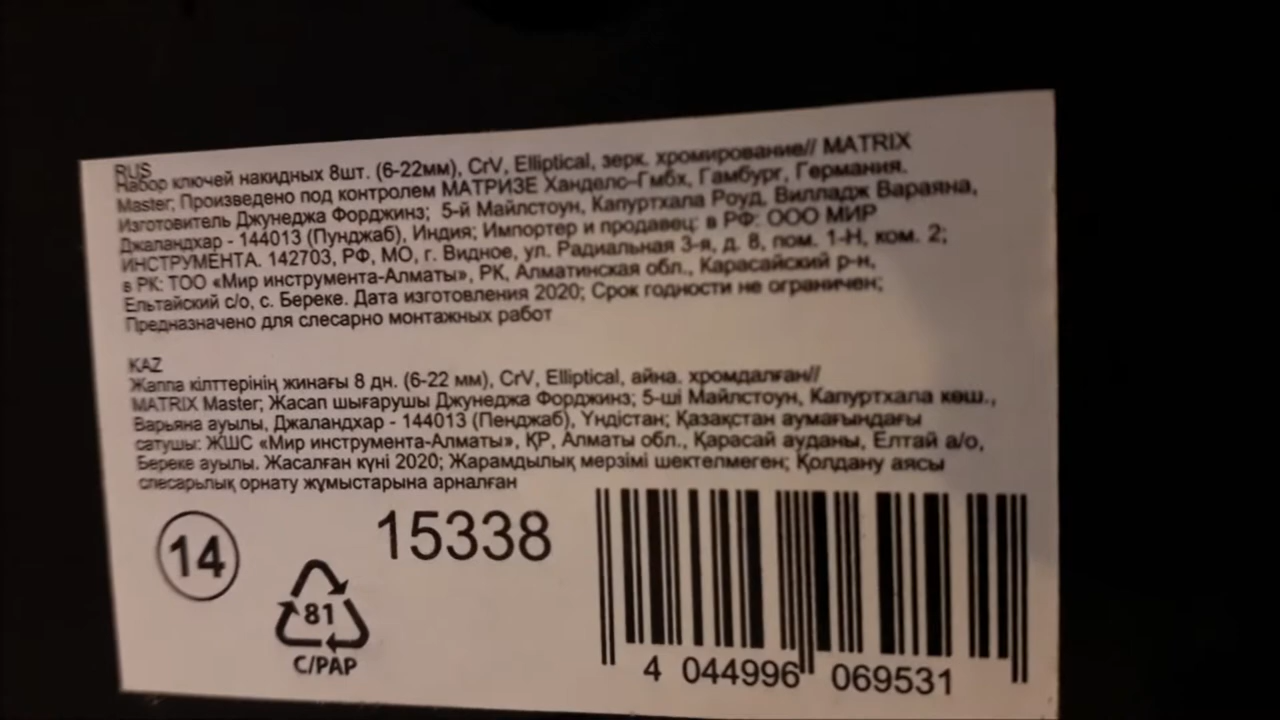 RUS
Набор ключей накидных 8шт. (6-22мм), CrV, Elliptical, зерк. хромирование// MATRIX
Master; Произведено под контролем МАТРИЗЕ Ханделс-Гмбх, Гамбург, Германия.
Изготовитель Джунеджа Форджинз; 5-й Майлстоун, Капуртхала Роуд, Вилладж Вараяна,
Джаландхар - 144013 (Пунджаб), Индия; Импортер и продавец: в РФ: ООО МИР
ИНСТРУМЕНТА. 142703, РФ, МО, г. Видное, ул. Радиальная 3-я, д. 8, пом. 1-Н, ком. 2;
в РК: ТОО «Мир инструмента-Алматы», РК, Алматинская обл., Карасайский р-н,
Ельтайский с/о, с. Береке. Дата изготовления 2020; Срок годности не ограничен;
Предназначено для слесарно монтажных работ
KAZ
Жаппа кілттерінің жинағы 8 дн. (6-22 мм), CrV, Elliptical, айна. хромдалған//
MATRIX Master; Жасап шығарушы Джунеджа Форджинз; 5-ші Майлстоун, Капуртхала көш.,
Варьяна ауылы, Джаландхар - 144013 (Пенджаб), Үндістан; Қазақстан аумағындағы
сатушы: ЖШС «Мир инструмента-Алматы», ҚР, Алматы обл., Қарасай ауданы, Елтай а/о,
Береке ауылы. Жасалған күні 2020; Жарамдылық мерзімі шектелмеген; Қолдану аясы
слесарьлық орнату жұмыстарына арналған
14
15338
81
C/PAP
4 044996 069531